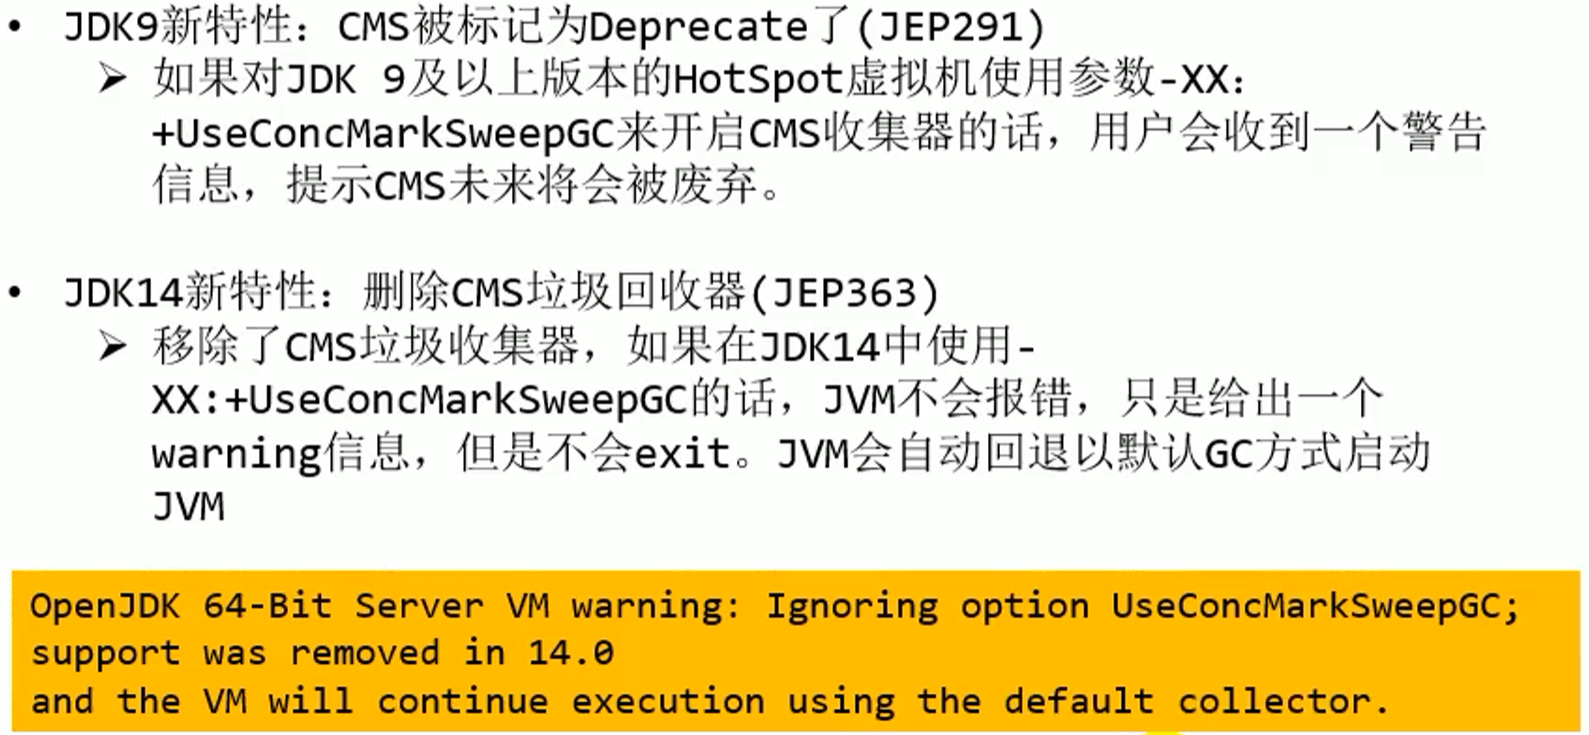 • JDK9新特性：CMS被标记为Deprecate了(JEP291)
➢ 如果对JDK 9及以上版本的HotSpot虚拟机使用参数-XX：
+UseConcMarkSweepGC来开启CMS收集器的话，用户会收到一个警告
信息，提示CMS未来将会被废弃。
• JDK14新特性：删除CMS垃圾回收器(JEP363)
➢ 移除了CMS垃圾收集器，如果在JDK14中使用-
XX:+UseConcMarkSweepGC的话，JVM不会报错，只是给出一个
warning信息，但是不会exit。JVM会自动回退以默认GC方式启动
JVM
OpenJDK 64-Bit Server VM warning: Ignoring option UseConcMarkSweepGC;
support was removed in 14.0
and the VM will continue execution using the default collector.